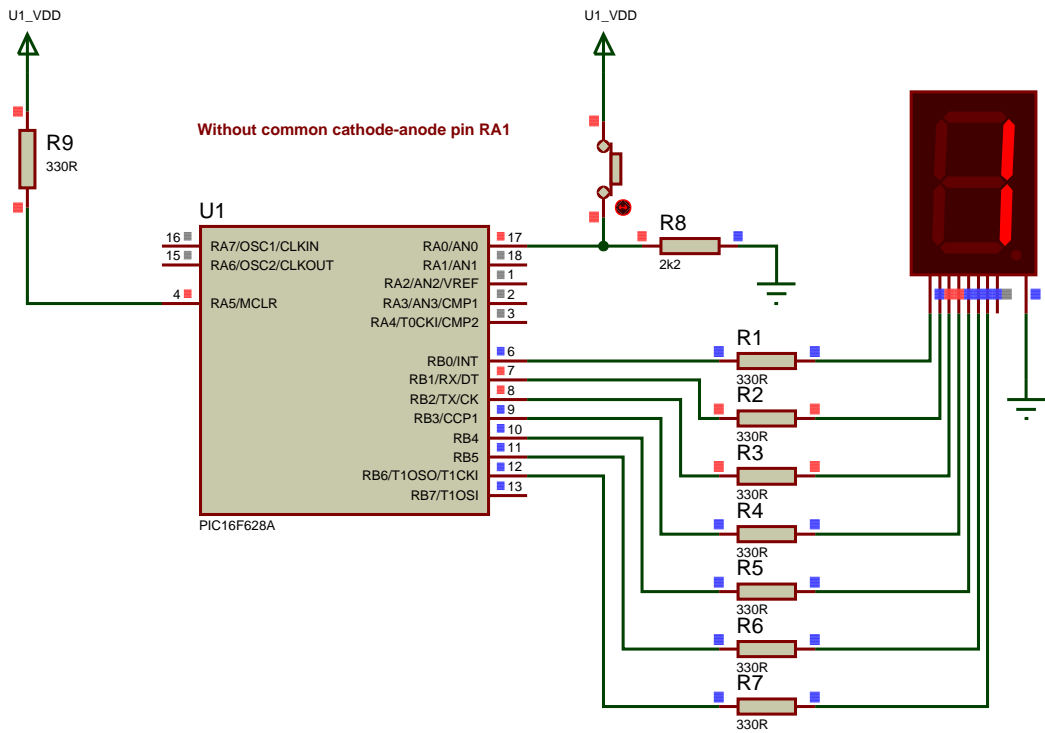 U1_VDD
U1_VDD
R9
330R
Without common cathode-anode pin RA1
U1
R8
2k2
16 RA7/OSC1/CLKIN RA0/AN0 17
15 RA6/OSC2/CLKOUT RA1/AN1 18
RA2/AN2/VREF 1
4 RA5/MCLR RA3/AN3/CMP1 2
RA4/T0CKI/CMP2 3
RB0/INT 6
RB1/RX/DT 7
RB2/TX/CK 8
RB3/CCP1 9
RB4 10
RB5 11
RB6/T1OSO/T1CKI 12
RB7/T1OSI 13
PIC16F628A
R1
330R
R2
330R
R3
330R
R4
330R
R5
330R
R6
330R
R7
330R
1